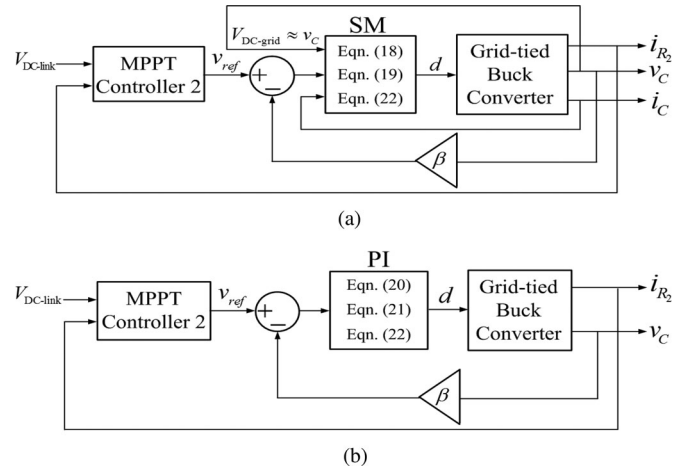 SM
V_DC-grid ≈ v_C
V_DC-link
MPPT
Controller 2
v_ref
+
−
Eqn. (18)
Eqn. (19)
Eqn. (22)
d
Grid-tied
Buck
Converter
i_R₂
v_C
i_C
β
(a)
PI
V_DC-link
MPPT
Controller 2
v_ref
+
−
Eqn. (20)
Eqn. (21)
Eqn. (22)
d
Grid-tied
Buck
Converter
i_R₂
v_C
β
(b)